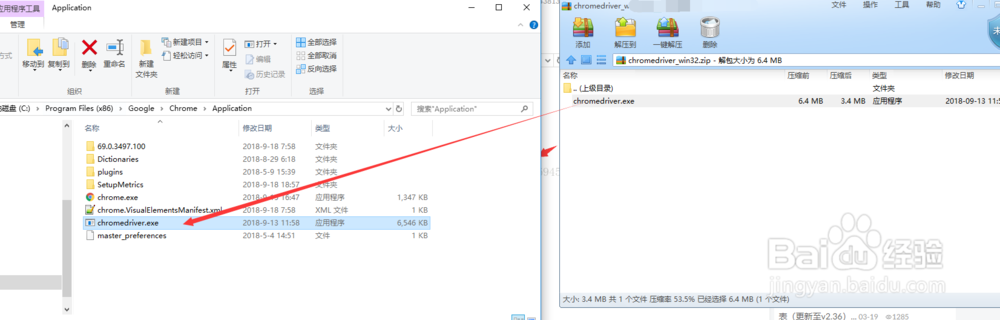 应用程序工具
Application
管理
移动到
复制到
删除
重命名
新建
文件夹
新建项目
轻松访问
属性
打开
编辑
历史记录
全部选择
全部取消
反向选择
组织
新建
打开
选择
磁盘 (C:)
Program Files (x86)
Google
Chrome
Application
搜索"Application"
名称
修改日期
类型
大小
69.0.3497.100
2018-9-18 7:58
文件夹
Dictionaries
2018-8-29 6:18
文件夹
plugins
2018-5-9 15:39
文件夹
SetupMetrics
2018-9-18 18:57
文件夹
chrome.exe
16:47
应用程序
1,347 KB
chrome.VisualElementsManifest.xml
2018-9-18 7:58
XML 文件
1 KB
chromedriver.exe
2018-9-13 11:58
应用程序
6,546 KB
master_preferences
2018-5-4 14:51
文件
1 KB
chromedriver_w
文件
操作
工具
帮助
添加
解压到
一键解压
删除
chromedriver_win32.zip - 解包大小为 6.4 MB
名称
压缩前
压缩后
类型
修改日期
.. (上级目录)
文件夹
chromedriver.exe
6.4 MB
3.4 MB
应用程序
2018-09-13 11:5
大小: 3.4 MB 共 1 个文件 压缩率 53.5% 已经选择 6.4 MB (1 个文件)
Baidu 经验
jingyan.baidu.com
表（更新至v2.36）
... 03-19
1285